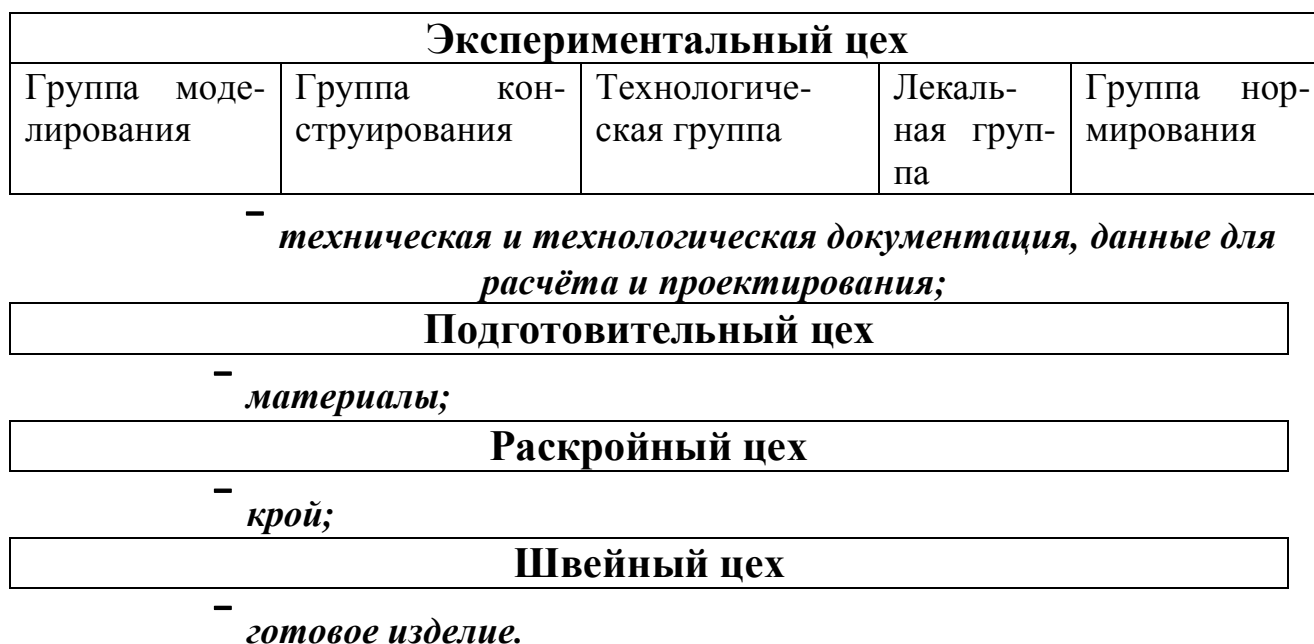 Экспериментальный цех
Группа моде-
лирования
Группа кон-
струирования
Технологиче-
ская группа
Лекаль-
ная груп-
па
Группа нор-
мирования
– техническая и технологическая документация, данные для
расчёта и проектирования;
Подготовительный цех
– материалы;
Раскройный цех
– крой;
Швейный цех
– готовое изделие.